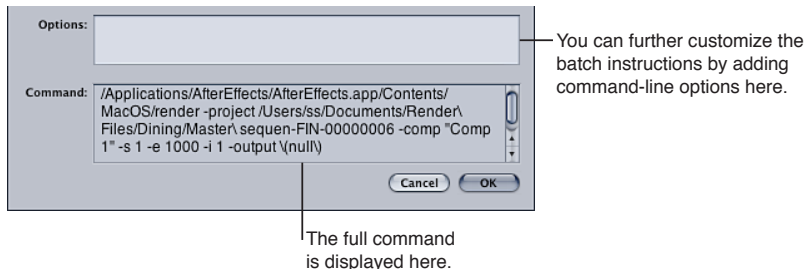 Options:
You can further customize the
batch instructions by adding
command-line options here.
Command:
/Applications/AfterEffects/AfterEffects.app/Contents/
MacOS/render -project /Users/ss/Documents/Render\
Files/Dining/Master\ sequen-FIN-00000006 -comp "Comp
1" -s 1 -e 1000 -i 1 -output \(null\)
Cancel
OK
The full command
is displayed here.